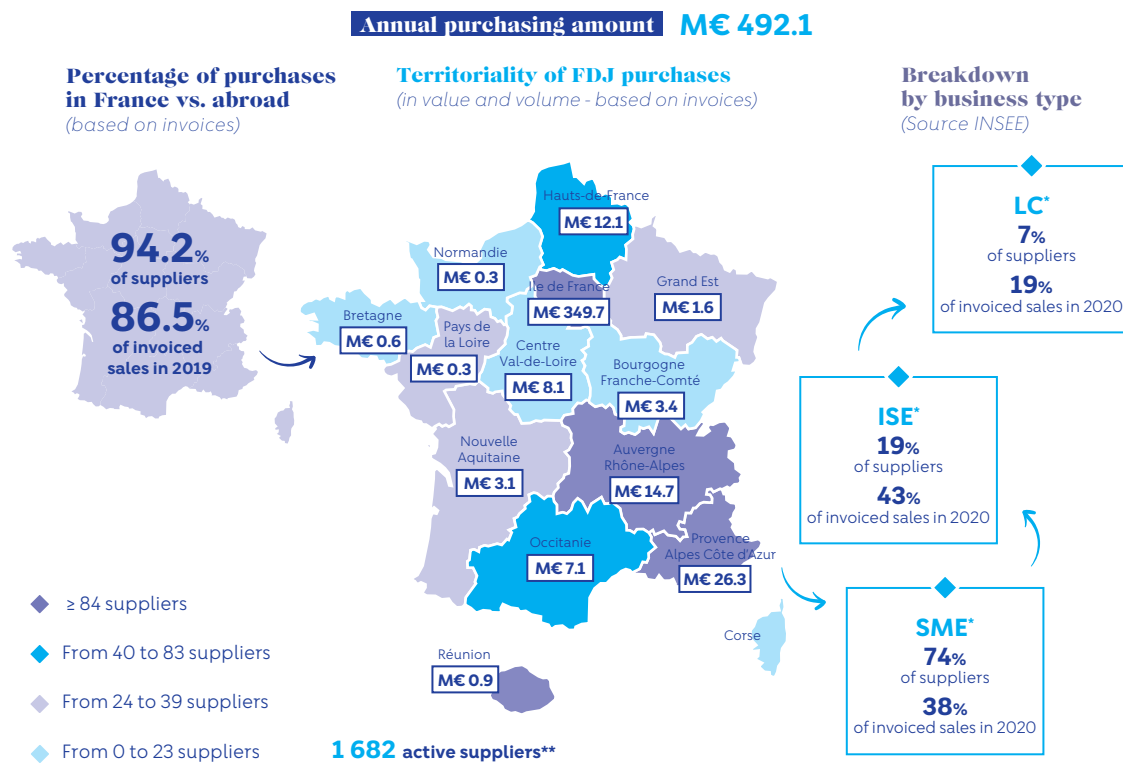 Annual purchasing amount M€ 492.1
Percentage of purchases
in France vs. abroad
(based on invoices)
94.2%
of suppliers
86.5%
of invoiced
sales in 2019
Territoriality of FDJ purchases
(in value and volume - based on invoices)
Hauts-de-France
M€ 12.1
Normandie
M€ 0.3
Ile de France
M€ 349.7
Grand Est
M€ 1.6
Bretagne
M€ 0.6
Pays de
la Loire
M€ 0.3
Centre
Val-de-Loire
M€ 8.1
Bourgogne
Franche-Comté
M€ 3.4
Nouvelle
Aquitaine
M€ 3.1
Auvergne
Rhône-Alpes
M€ 14.7
Occitanie
M€ 7.1
Provence
Alpes Côte d'Azur
M€ 26.3
Corse
Réunion
M€ 0.9
≥ 84 suppliers
From 40 to 83 suppliers
From 24 to 39 suppliers
From 0 to 23 suppliers
1 682 active suppliers**
Breakdown
by business type
(Source INSEE)
LC*
7%
of suppliers
19%
of invoiced sales in 2020
ISE*
19%
of suppliers
43%
of invoiced sales in 2020
SME*
74%
of suppliers
38%
of invoiced sales in 2020